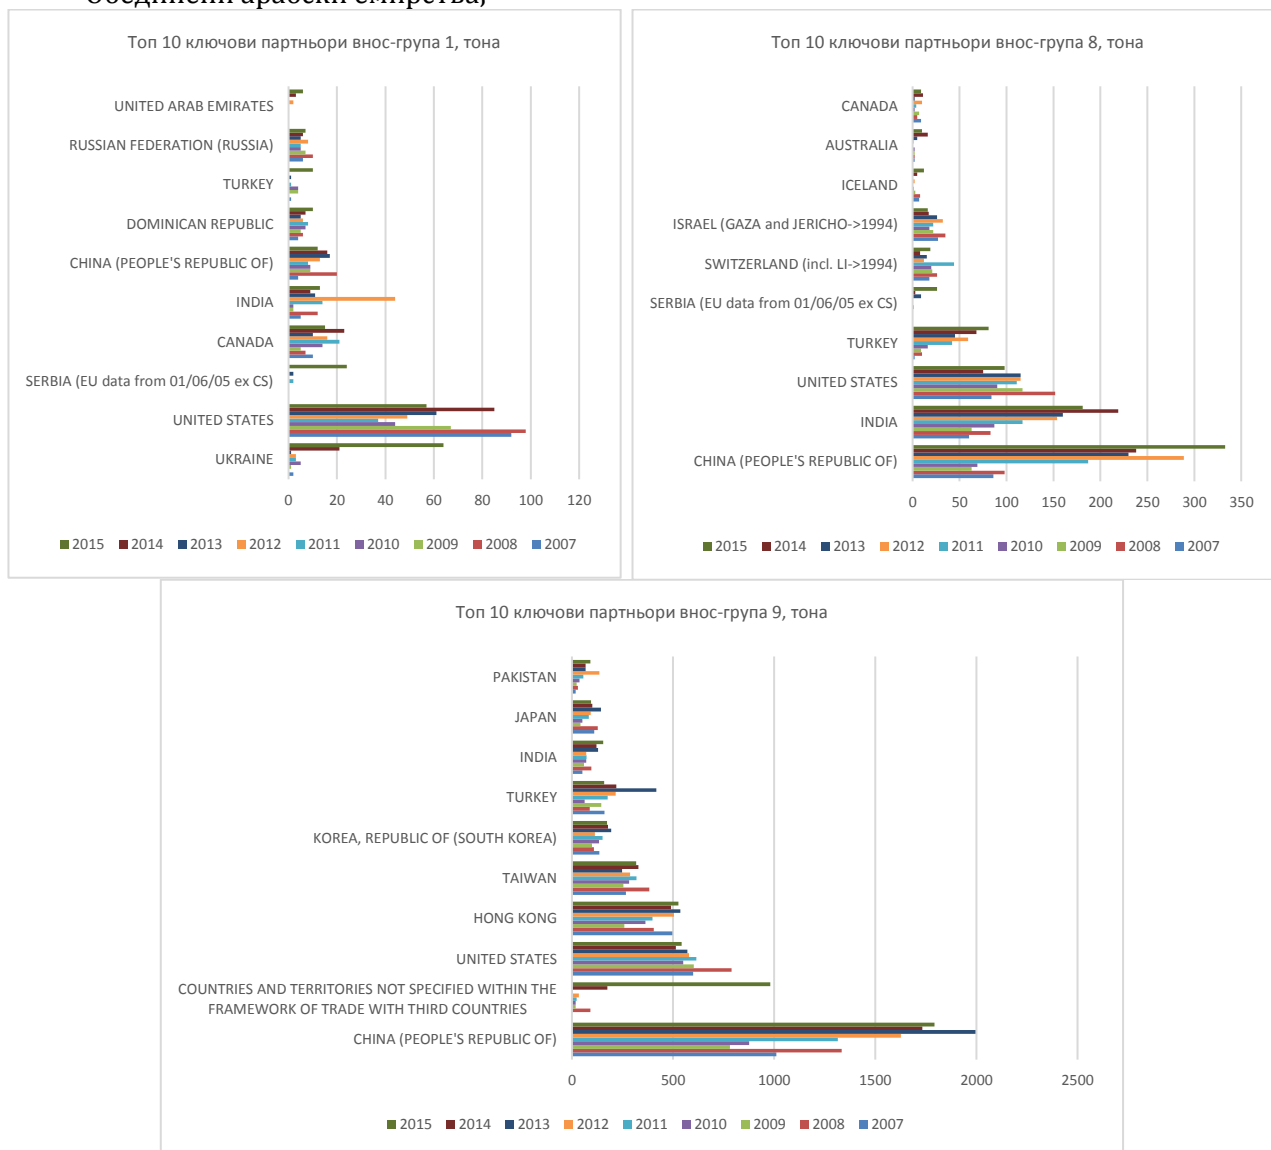 Обединени арабски емирства,
Топ 10 ключови партньори внос-група 1, тона
UNITED ARAB EMIRATES
RUSSIAN FEDERATION (RUSSIA)
TURKEY
DOMINICAN REPUBLIC
CHINA (PEOPLE'S REPUBLIC OF)
INDIA
CANADA
SERBIA (EU data from 01/06/05 ex CS)
UNITED STATES
UKRAINE
0 20 40 60 80 100 120
2015 2014 2013 2012 2011 2010 2009 2008 2007
Топ 10 ключови партньори внос-група 8, тона
CANADA
AUSTRALIA
ICELAND
ISRAEL (GAZA and JERICHO->1994)
SWITZERLAND (incl. LI->1994)
SERBIA (EU data from 01/06/05 ex CS)
TURKEY
UNITED STATES
INDIA
CHINA (PEOPLE'S REPUBLIC OF)
0 50 100 150 200 250 300 350
2015 2014 2013 2012 2011 2010 2009 2008 2007
Топ 10 ключови партньори внос-група 9, тона
PAKISTAN
JAPAN
INDIA
TURKEY
KOREA, REPUBLIC OF (SOUTH KOREA)
TAIWAN
HONG KONG
UNITED STATES
COUNTRIES AND TERRITORIES NOT SPECIFIED WITHIN THE
FRAMEWORK OF TRADE WITH THIRD COUNTRIES
CHINA (PEOPLE'S REPUBLIC OF)
0 500 1000 1500 2000 2500
2015 2014 2013 2012 2011 2010 2009 2008 2007